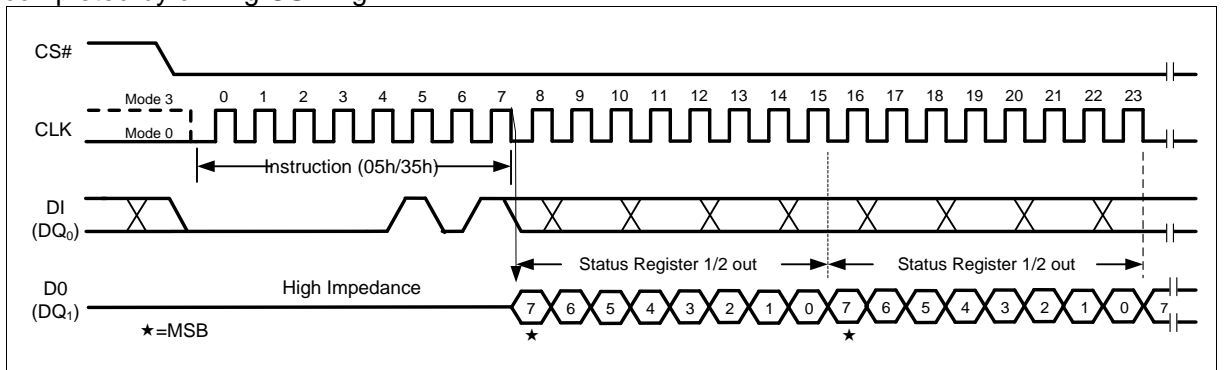 CS#
Mode 3
0 1 2 3 4 5 6 7 8 9 10 11 12 13 14 15 16 17 18 19 20 21 22 23
CLK
Mode 0
Instruction (05h/35h)
DI
(DQ0)
Status Register 1/2 out Status Register 1/2 out
D0
(DQ1)
High Impedance
7 6 5 4 3 2 1 0 7 6 5 4 3 2 1 0 7
★ ★
★=MSB